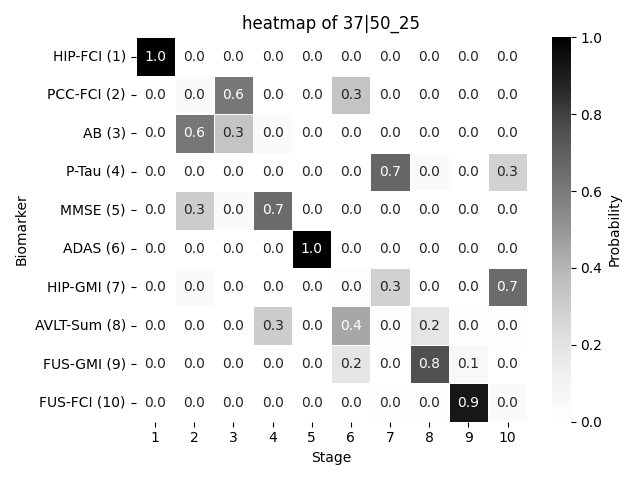 heatmap of 37|50_25
HIP-FCI (1) 1.0 0.0 0.0 0.0 0.0 0.0 0.0 0.0 0.0 0.0
PCC-FCI (2) 0.0 0.0 0.6 0.0 0.0 0.3 0.0 0.0 0.0 0.0
AB (3) 0.0 0.6 0.3 0.0 0.0 0.0 0.0 0.0 0.0 0.0
P-Tau (4) 0.0 0.0 0.0 0.0 0.0 0.0 0.7 0.0 0.0 0.3
MMSE (5) 0.0 0.3 0.0 0.7 0.0 0.0 0.0 0.0 0.0 0.0
ADAS (6) 0.0 0.0 0.0 0.0 1.0 0.0 0.0 0.0 0.0 0.0
HIP-GMI (7) 0.0 0.0 0.0 0.0 0.0 0.0 0.3 0.0 0.0 0.7
AVLT-Sum (8) 0.0 0.0 0.0 0.3 0.0 0.4 0.0 0.2 0.0 0.0
FUS-GMI (9) 0.0 0.0 0.0 0.0 0.0 0.2 0.0 0.8 0.1 0.0
FUS-FCI (10) 0.0 0.0 0.0 0.0 0.0 0.0 0.0 0.0 0.9 0.0
1 2 3 4 5 6 7 8 9 10
Stage
Biomarker
1.0
0.8
0.6
0.4
0.2
0.0
Probability